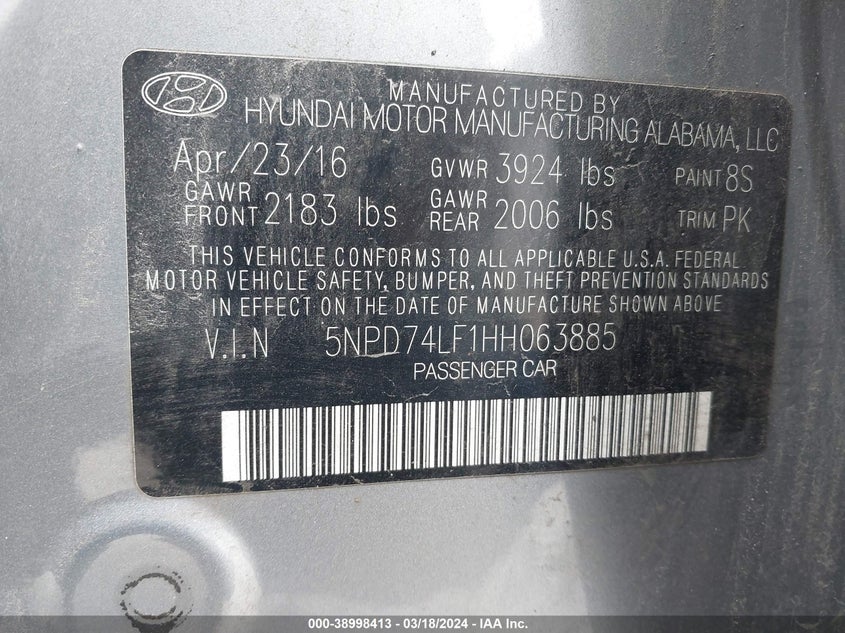 MANUFACTURED BY
HYUNDAI MOTOR MANUFACTURING ALABAMA, LLC
Apr/23/16 GVWR 3924 lbs PAINT 8S
GAWR FRONT 2183 lbs GAWR REAR 2006 lbs TRIM PK
THIS VEHICLE CONFORMS TO ALL APPLICABLE U.S.A. FEDERAL
MOTOR VEHICLE SAFETY, BUMPER, AND THEFT PREVENTION STANDARDS
IN EFFECT ON THE DATE OF MANUFACTURE SHOWN ABOVE
V.I.N 5NPD74LF1HH063885
PASSENGER CAR
000-38998413 - 03/18/2024 - IAA Inc.